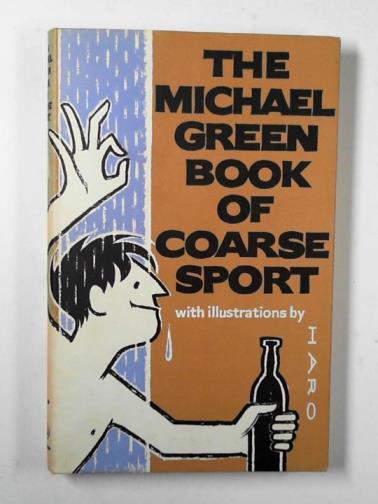 THE
MICHAEL
GREEN
BOOK
OF
COARSE
SPORT
with illustrations by
HARO